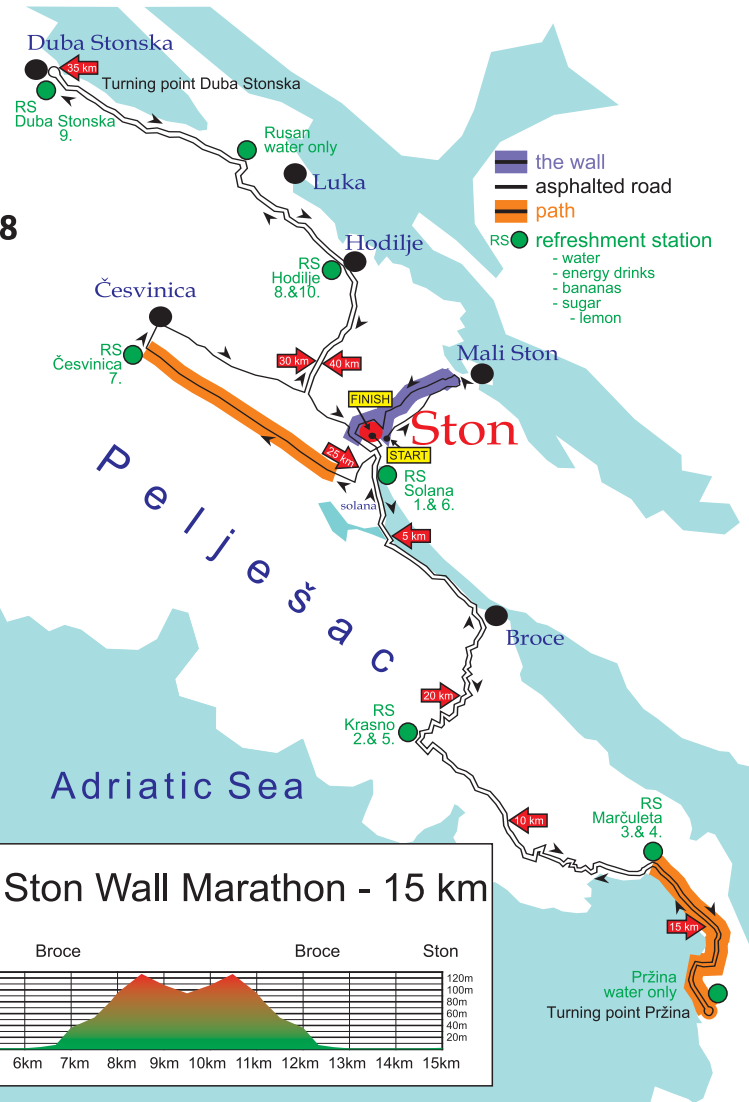 Duba Stonska
35 km
Turning point Duba Stonska
RS
Duba Stonska
9.
Rusan
water only
Luka
the wall
asphalted road
path
RS refreshment station
- water
- energy drinks
- bananas
- sugar
- lemon
8
Hodilje
RS
Hodilje
8.&10.
Česvinica
RS
Česvinica
7.
30 km
40 km
Mali Ston
FINISH
Ston
START
25 km
RS
Solana
1.& 6.
solana
5 km
Pelješac
Broce
20 km
RS
Krasno
2.& 5.
Adriatic Sea
10 km
RS
Marčuleta
3.& 4.
15 km
Pržina
water only
Turning point Pržina
Ston Wall Marathon - 15 km
Broce Broce Ston
120m
100m
80m
60m
40m
20m
6km 7km 8km 9km 10km 11km 12km 13km 14km 15km